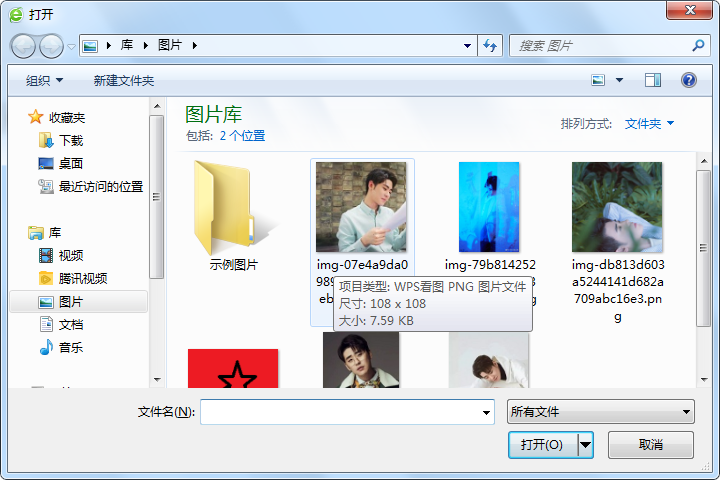 打开
库 图片
搜索 图片
组织 新建文件夹
收藏夹
下载
桌面
最近访问的位置
库
视频
腾讯视频
图片
文档
音乐
图片库
包括: 2 个位置
排列方式: 文件夹
示例图片
img-07e4a9da0
img-79b814252
img-db813d603
a5244141d682a
709abc16e3.pn
g
项目类型: WPS看图 PNG 图片文件
尺寸: 108 x 108
大小: 7.59 KB
文件名(N):
所有文件
打开(O)
取消